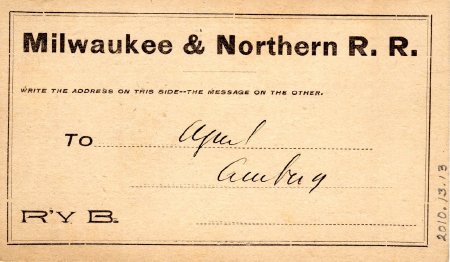 Milwaukee & Northern R. R.
WRITE THE ADDRESS ON THIS SIDE--THE MESSAGE ON THE OTHER.
To Agent
Amberg
R'Y B.
2010.13.13